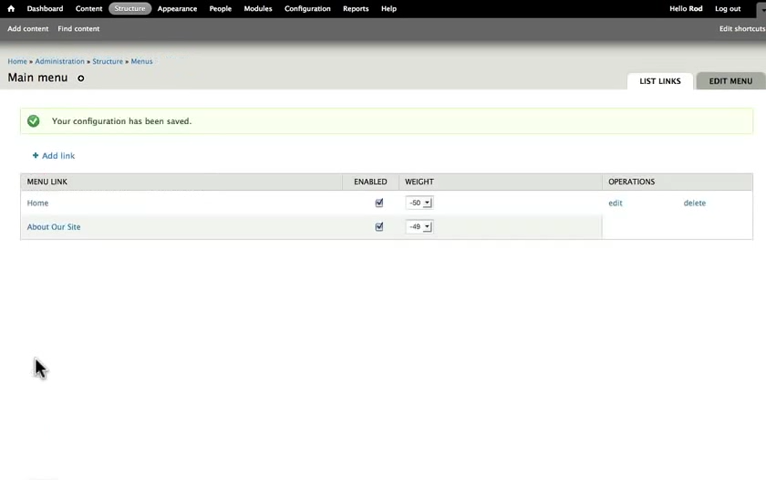 Dashboard Content Structure Appearance People Modules Configuration Reports Help Hello Rod Log out
Add content Find content Edit shortcuts
Home » Administration » Structure » Menus
Main menu
LIST LINKS EDIT MENU
Your configuration has been saved.
+ Add link
MENU LINK ENABLED WEIGHT OPERATIONS
Home -50 edit delete
About Our Site -49